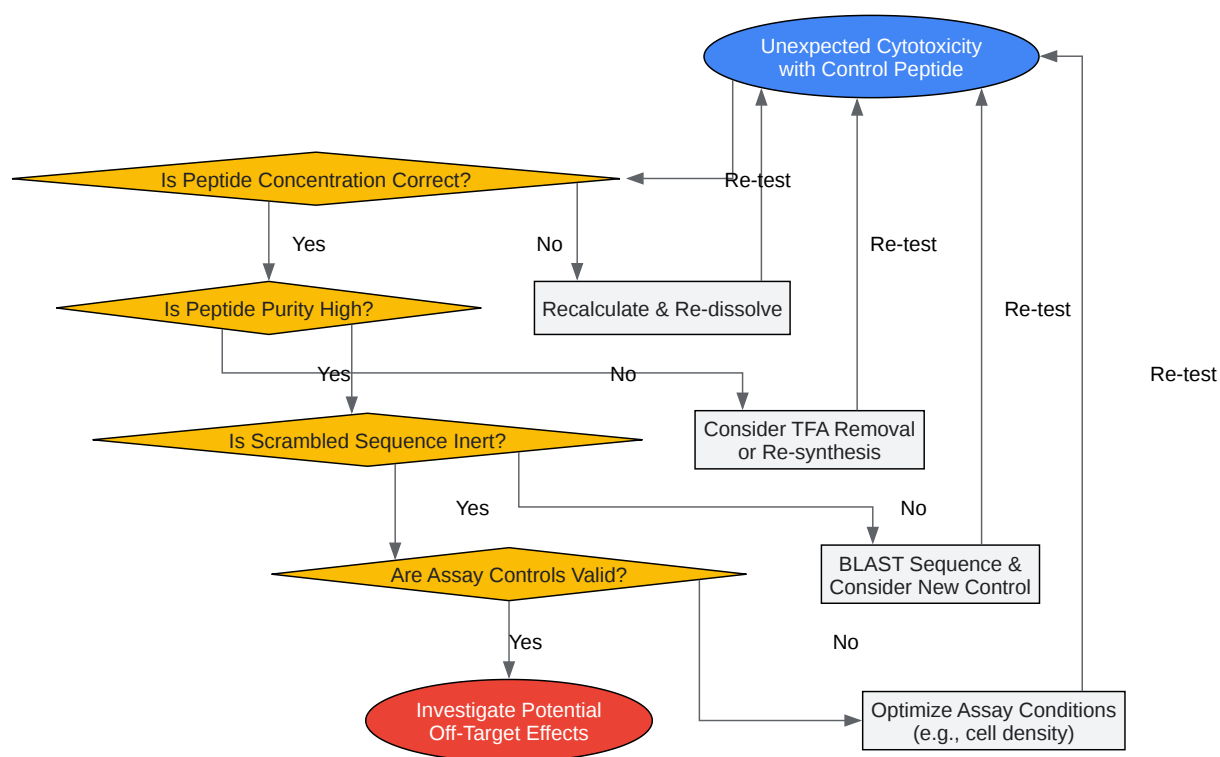 Unexpected Cytotoxicity
with Control Peptide
Is Peptide Concentration Correct?
Re-test
Yes
No
Re-test
Is Peptide Purity High?
Recalculate & Re-dissolve
Re-test
Yes
No
Re-test
Is Scrambled Sequence Inert?
Consider TFA Removal
or Re-synthesis
Yes
No
Are Assay Controls Valid?
BLAST Sequence &
Consider New Control
Yes
No
Investigate Potential
Off-Target Effects
Optimize Assay Conditions
(e.g., cell density)